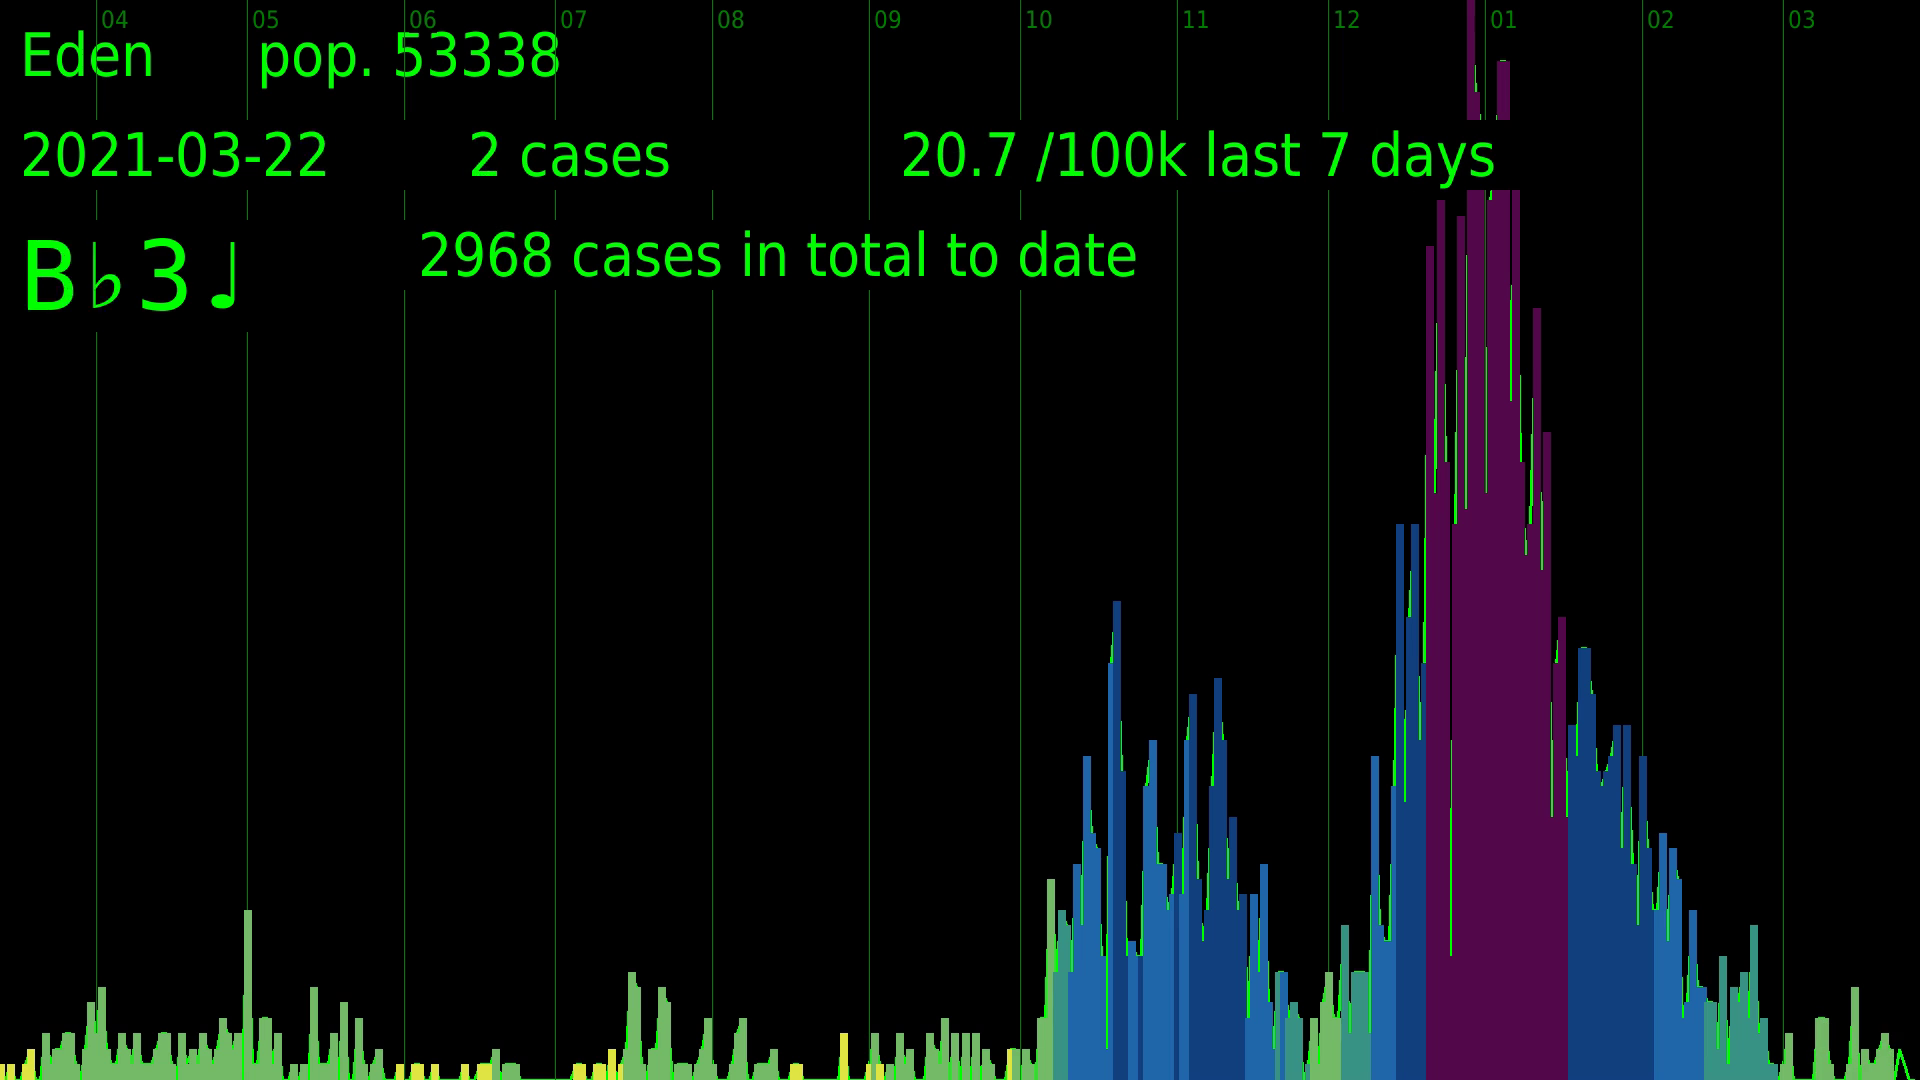 04 05 06 07 08 09 10 11 12 01 02 03
Eden pop. 53338
2021-03-22 2 cases 20.7 /100k last 7 days
B♭3♩ 2968 cases in total to date